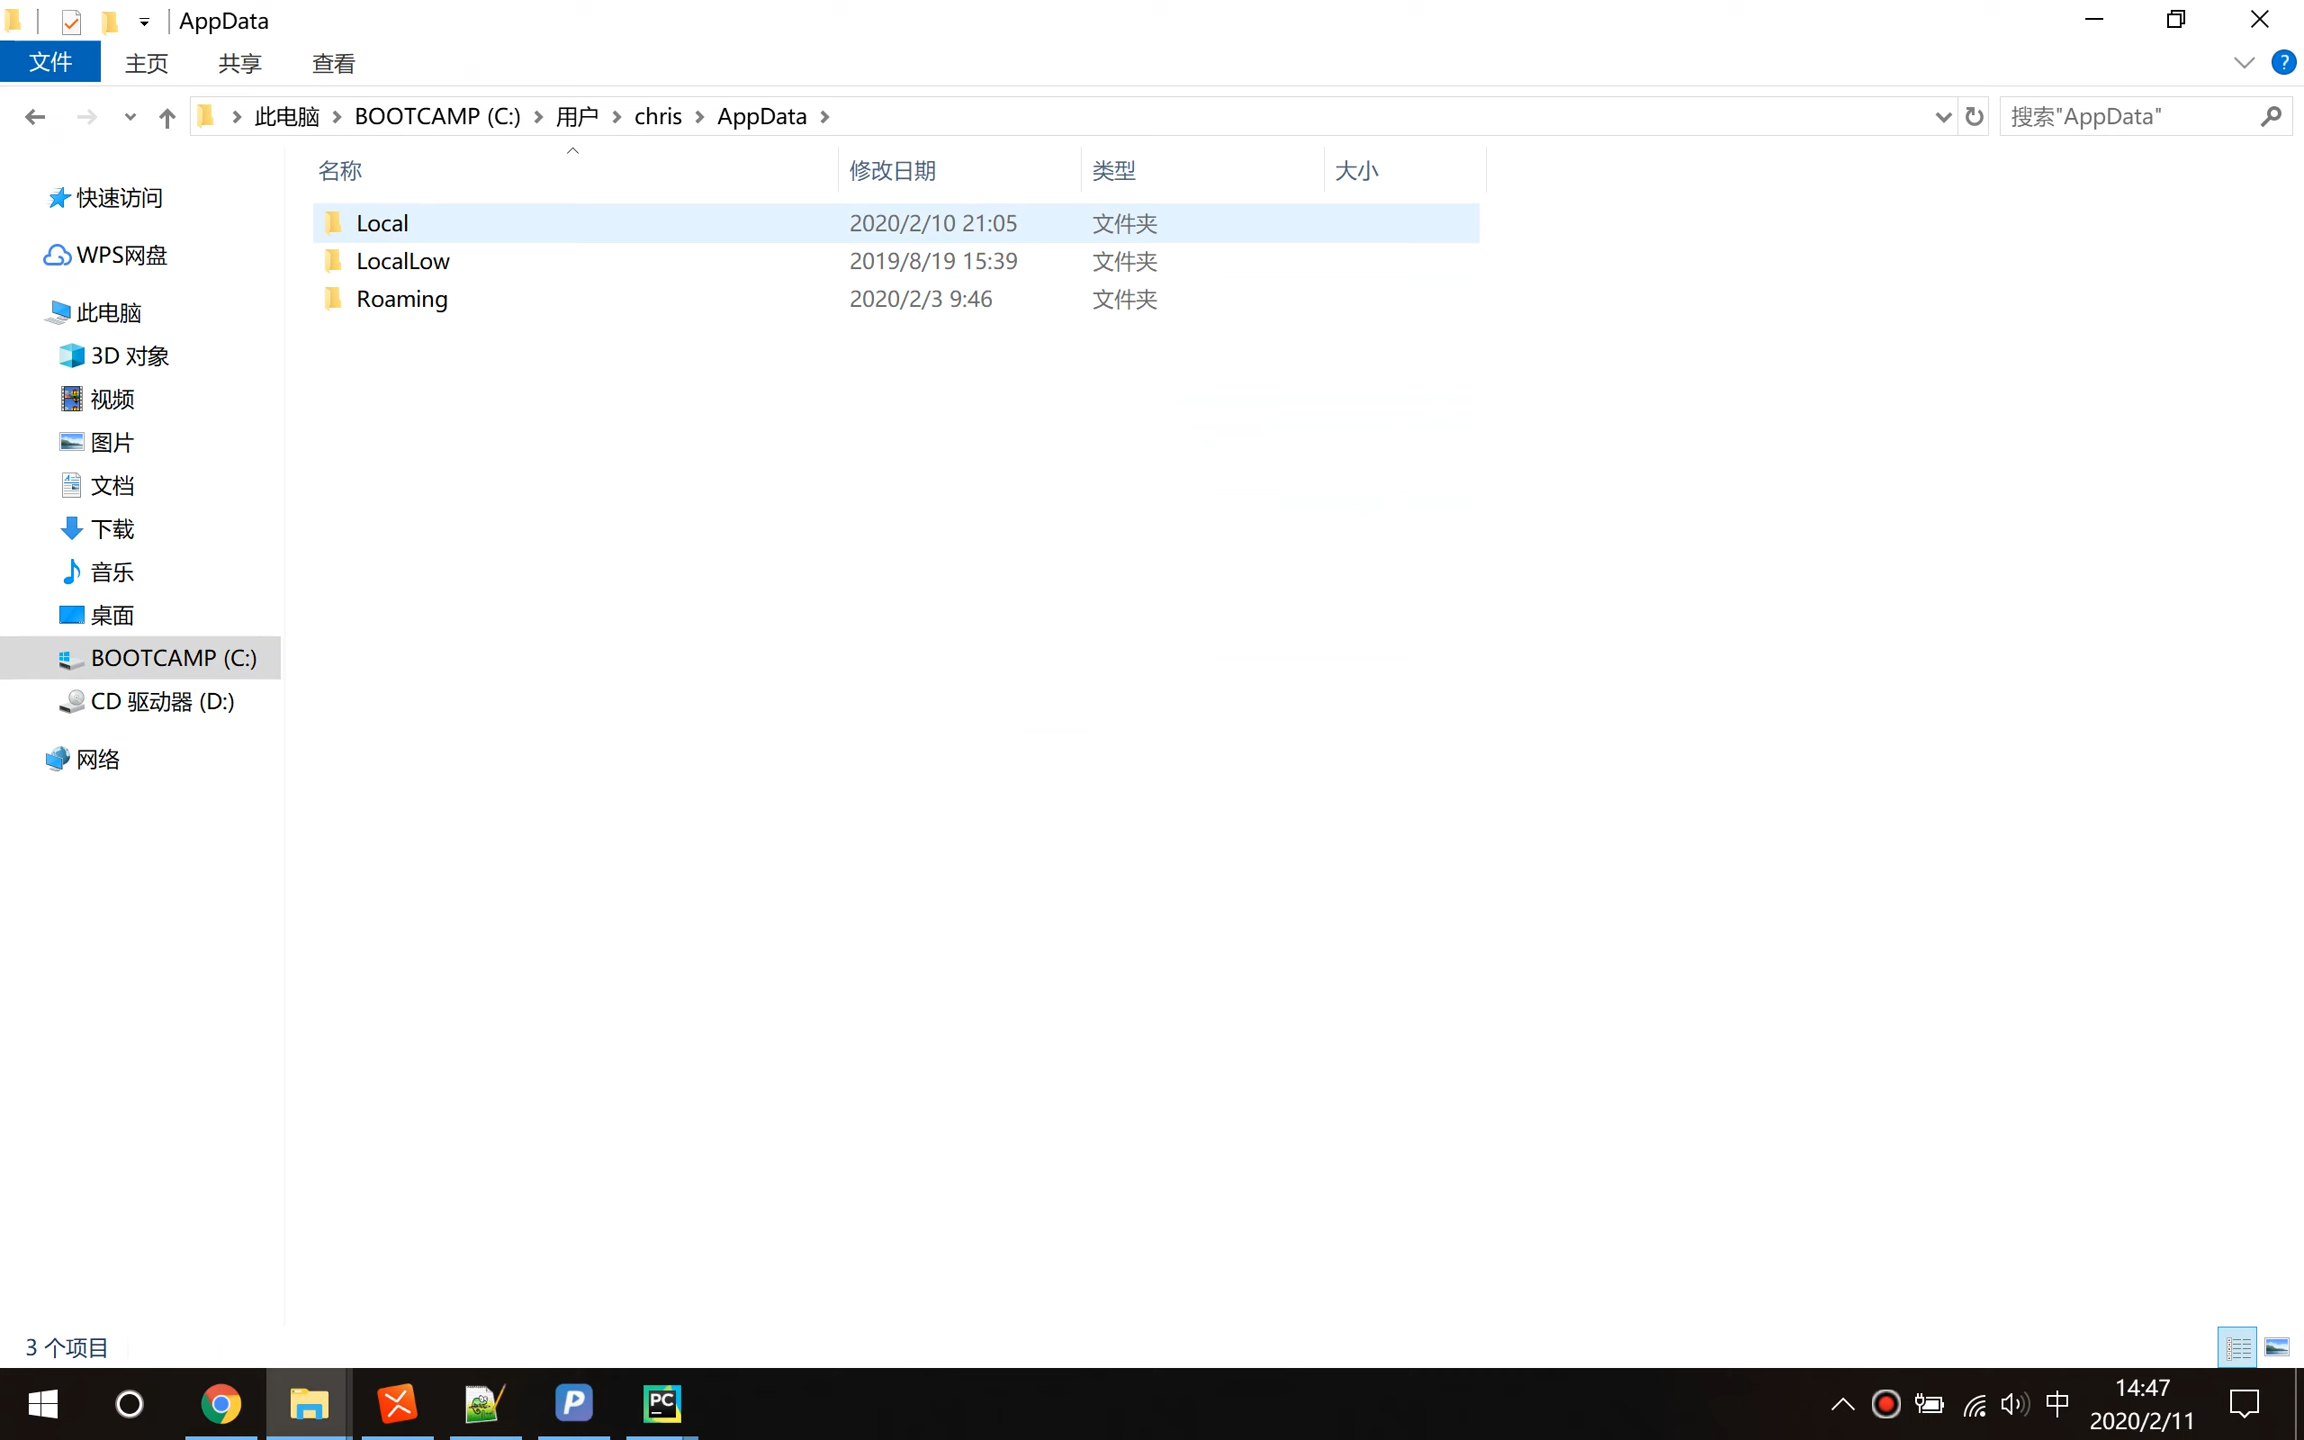 AppData
文件 主页 共享 查看
此电脑 BOOTCAMP (C:) 用户 chris AppData 搜索"AppData"
名称 修改日期 类型 大小
快速访问
WPS网盘
此电脑
3D 对象
视频
图片
文档
下载
音乐
桌面
BOOTCAMP (C:)
CD 驱动器 (D:)
网络
Local 2020/2/10 21:05 文件夹
LocalLow 2019/8/19 15:39 文件夹
Roaming 2020/2/3 9:46 文件夹
3 个项目
PC
中
14:47
2020/2/11